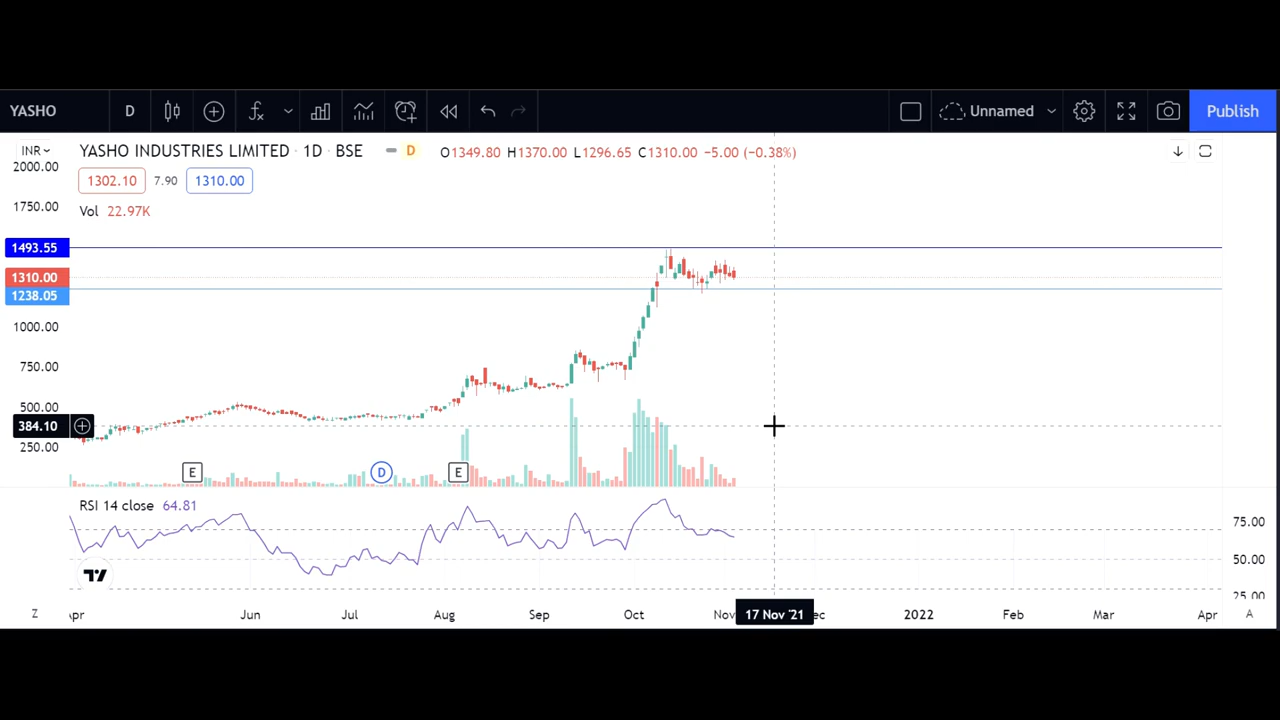 YASHO D Unnamed Publish
INR YASHO INDUSTRIES LIMITED · 1D · BSE D O1349.80 H1370.00 L1296.65 C1310.00 −5.00 (−0.38%)
2000.00
1302.10 7.90 1310.00
1750.00
Vol 22.97K
1493.55
1310.00
1238.05
1000.00
750.00
500.00
384.10
250.00
E D E
RSI 14 close 64.81
75.00
50.00
25.00
Z Apr Jun Jul Aug Sep Oct Nov 17 Nov '21 ec 2022 Feb Mar Apr A